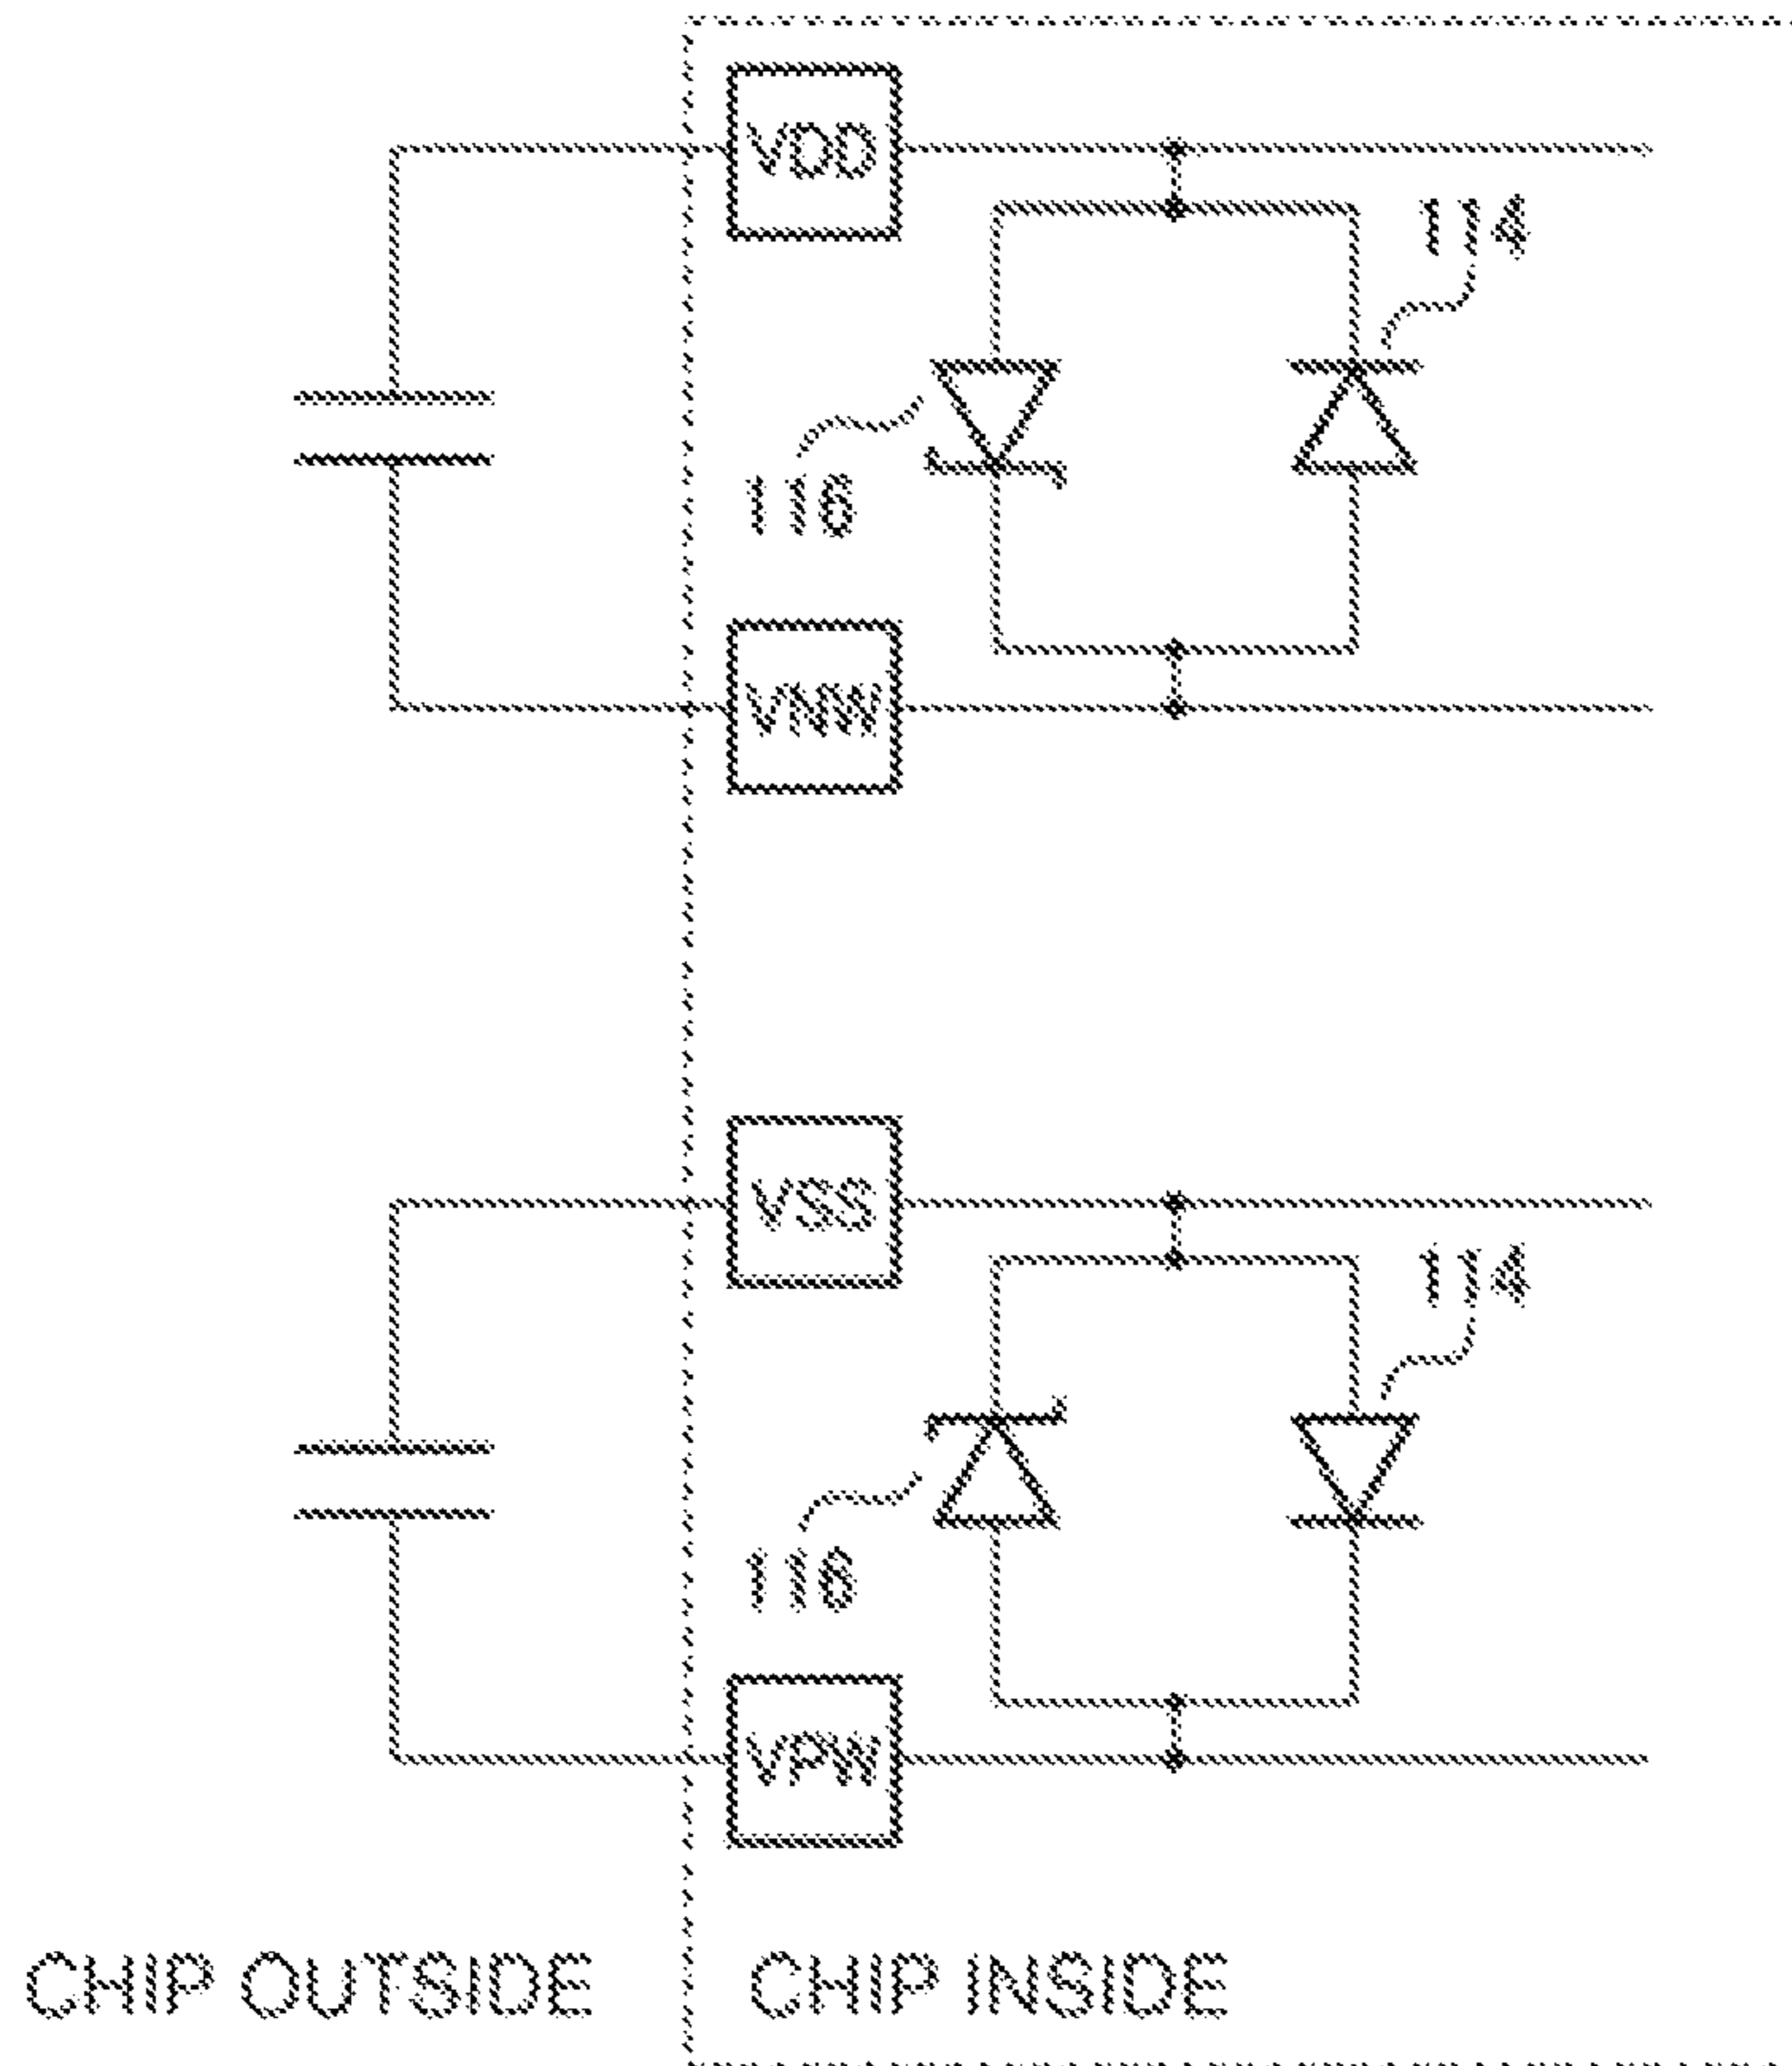 VDD
114
116
VNW
VSS
114
116
VPW
CHIP OUTSIDE
CHIP INSIDE